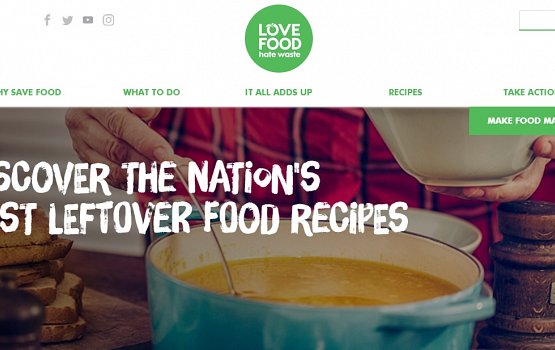 LOVE
FOOD
hate waste
HY SAVE FOOD
WHAT TO DO
IT ALL ADDS UP
RECIPES
TAKE ACTIO
MAKE FOOD MA
SCOVER THE NATION'S
ST LEFTOVER FOOD RECIPES